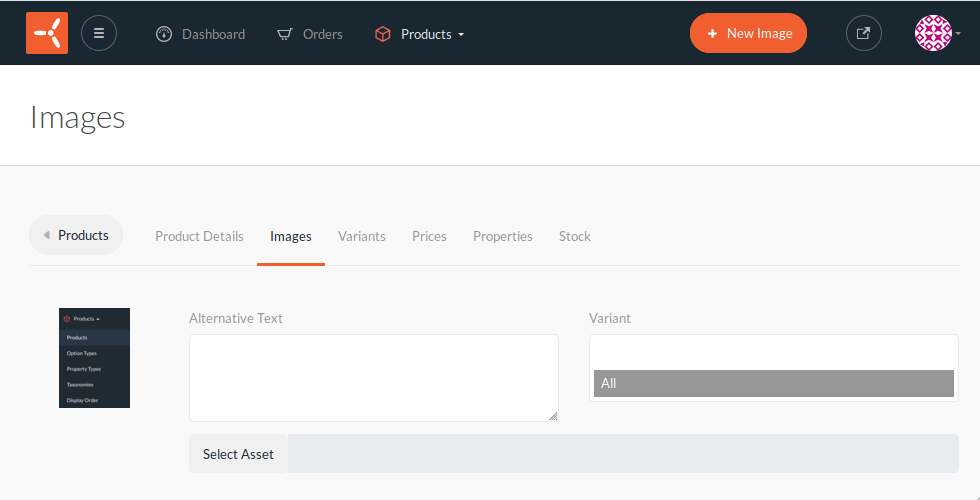 Dashboard Orders Products + New Image
Images
Products Product Details Images Variants Prices Properties Stock
Products
Products
Option Types
Property Types
Taxonomies
Display Order
Alternative Text
Variant
All
Select Asset